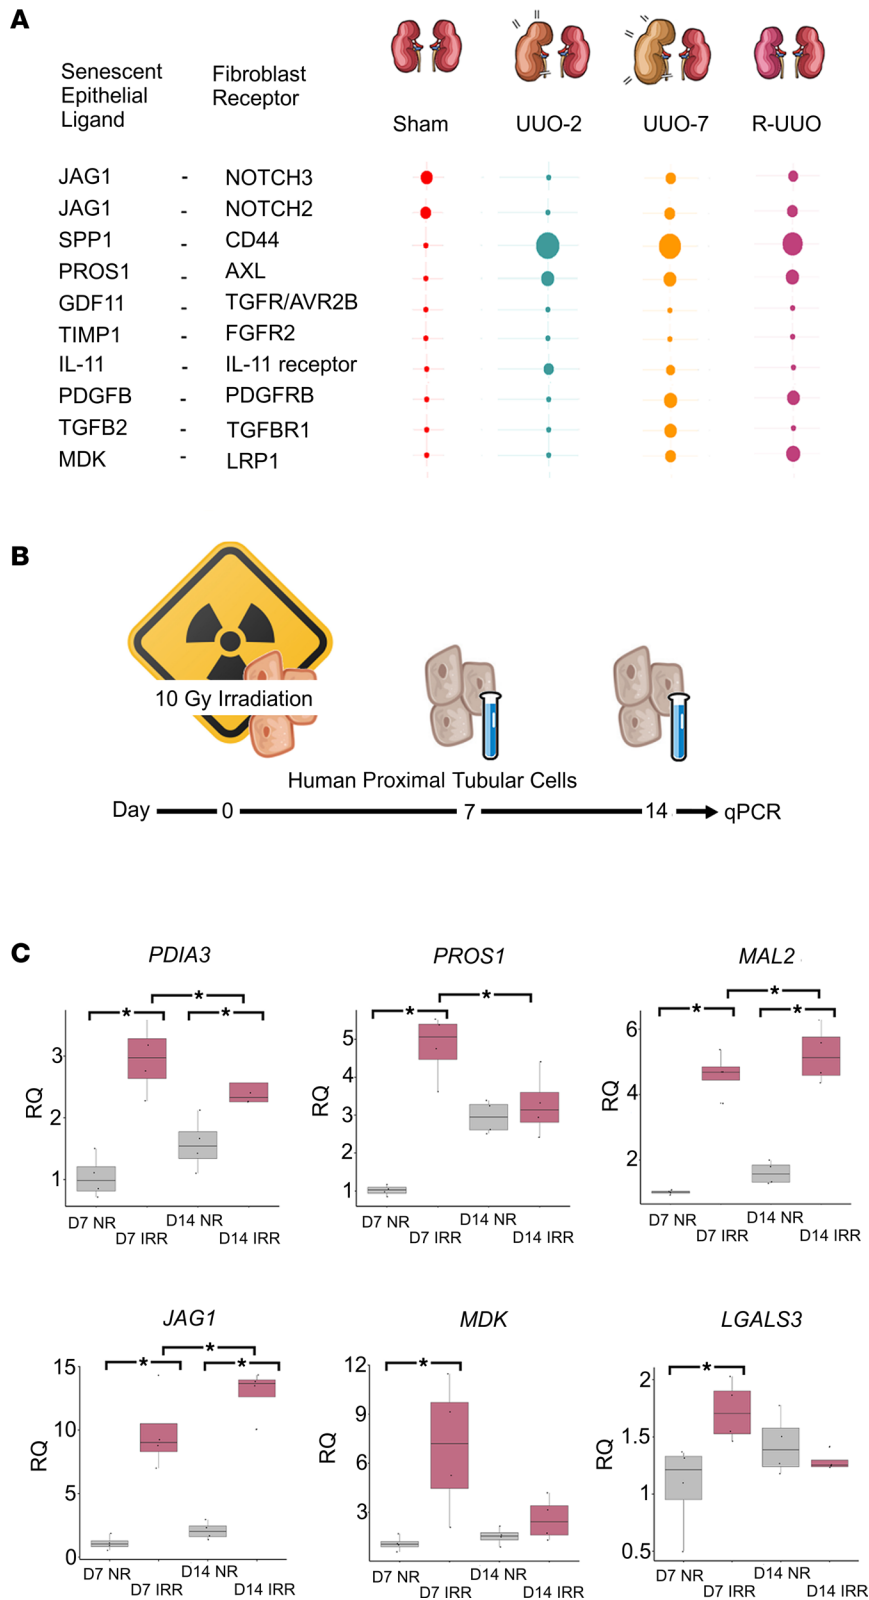 A
Senescent
Epithelial
Ligand
Fibroblast
Receptor
Sham
UUO-2
UUO-7
R-UUO
JAG1 - NOTCH3
JAG1 - NOTCH2
SPP1 - CD44
PROS1 - AXL
GDF11 - TGFR/AVR2B
TIMP1 - FGFR2
IL-11 - IL-11 receptor
PDGFB - PDGFRB
TGFB2 - TGFBR1
MDK - LRP1
B
10 Gy Irradiation
Human Proximal Tubular Cells
Day 0 7 14 qPCR
C
PDIA3
*
* *
RQ
3
2
1
D7 NR
D7 IRR
D14 NR
D14 IRR
PROS1
* *
RQ
5
4
3
2
1
D7 NR
D7 IRR
D14 NR
D14 IRR
MAL2
*
* *
RQ
6
4
2
D7 NR
D7 IRR
D14 NR
D14 IRR
JAG1
*
* *
RQ
15
10
5
0
D7 NR
D7 IRR
D14 NR
D14 IRR
MDK
*
RQ
12
9
6
3
D7 NR
D7 IRR
D14 NR
D14 IRR
LGALS3
*
RQ
2
1.5
1
0.5
D7 NR
D7 IRR
D14 NR
D14 IRR